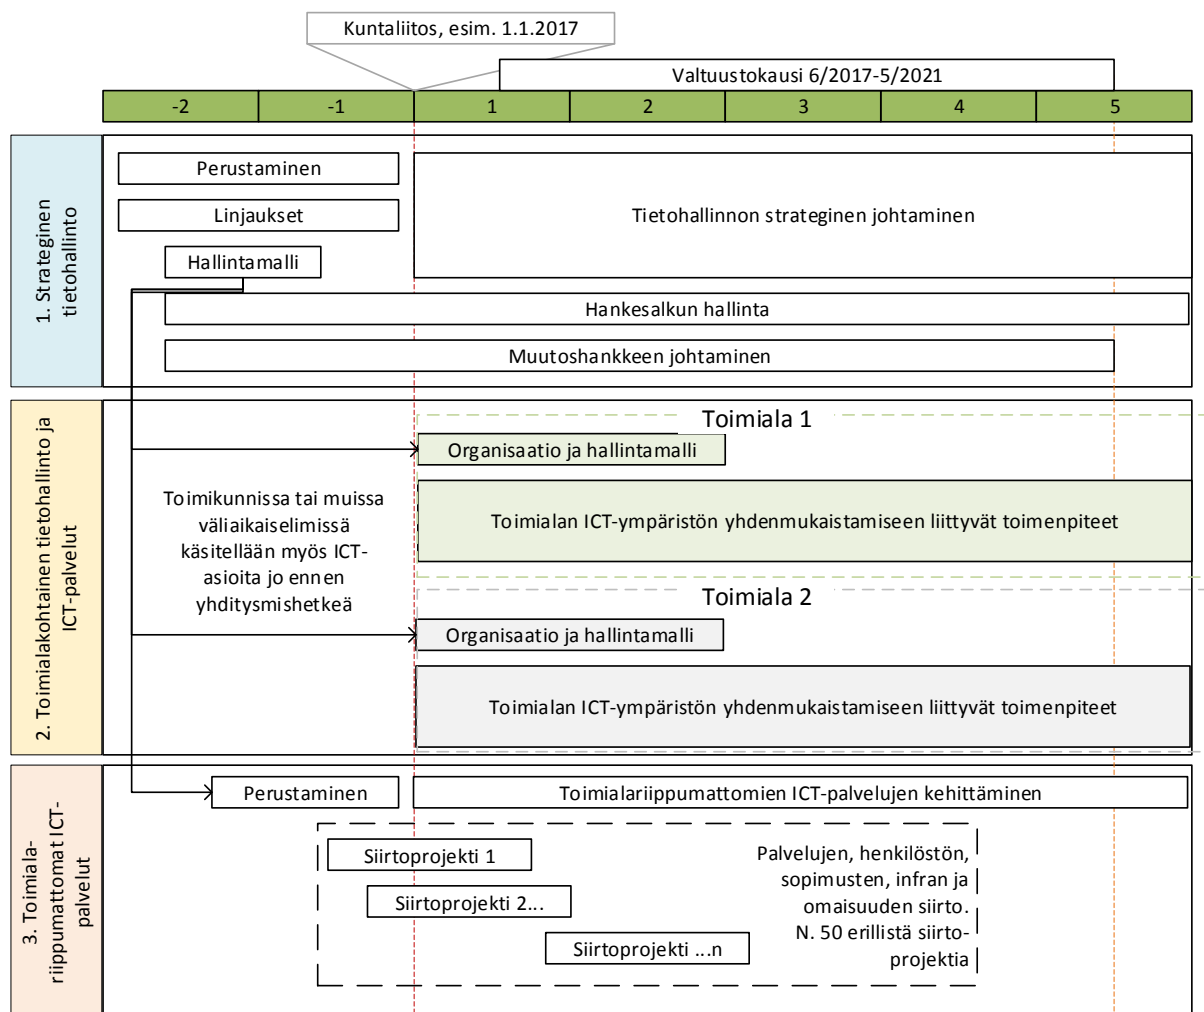 Kuntaliitos, esim. 1.1.2017
Valtuustokausi 6/2017-5/2021
-2
-1
1
2
3
4
5
1. Strateginen
tietohallinto
Perustaminen
Linjaukset
Hallintamalli
Tietohallinnon strateginen johtaminen
Hankesalkun hallinta
Muutoshankkeen johtaminen
2. Toimialakohtainen tietohallinto ja
ICT-palvelut
Toimiala 1
Organisaatio ja hallintamalli
Toimikunnissa tai muissa
väliaikaiselimissä
käsitellään myös ICT-
asioita jo ennen
yhditysmishetkeä
Toimialan ICT-ympäristön yhdenmukaistamiseen liittyvät toimenpiteet
Toimiala 2
Organisaatio ja hallintamalli
Toimialan ICT-ympäristön yhdenmukaistamiseen liittyvät toimenpiteet
3. Toimiala-
riippumattomat ICT-
palvelut
Perustaminen
Toimialariippumattomien ICT-palvelujen kehittäminen
Siirtoprojekti 1
Siirtoprojekti 2...
Siirtoprojekti ...n
Palvelujen, henkilöstön,
sopimusten, infran ja
omaisuuden siirto.
N. 50 erillistä siirto-
projektia